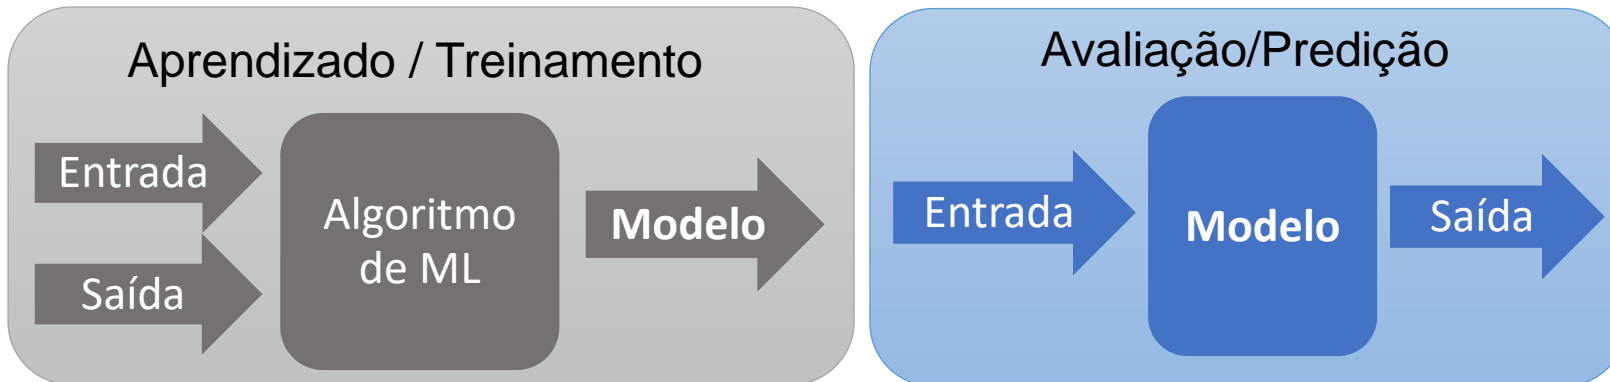 Aprendizado / Treinamento
Entrada
Saída
Algoritmo
de ML
Modelo
Avaliação/Predição
Entrada
Modelo
Saída